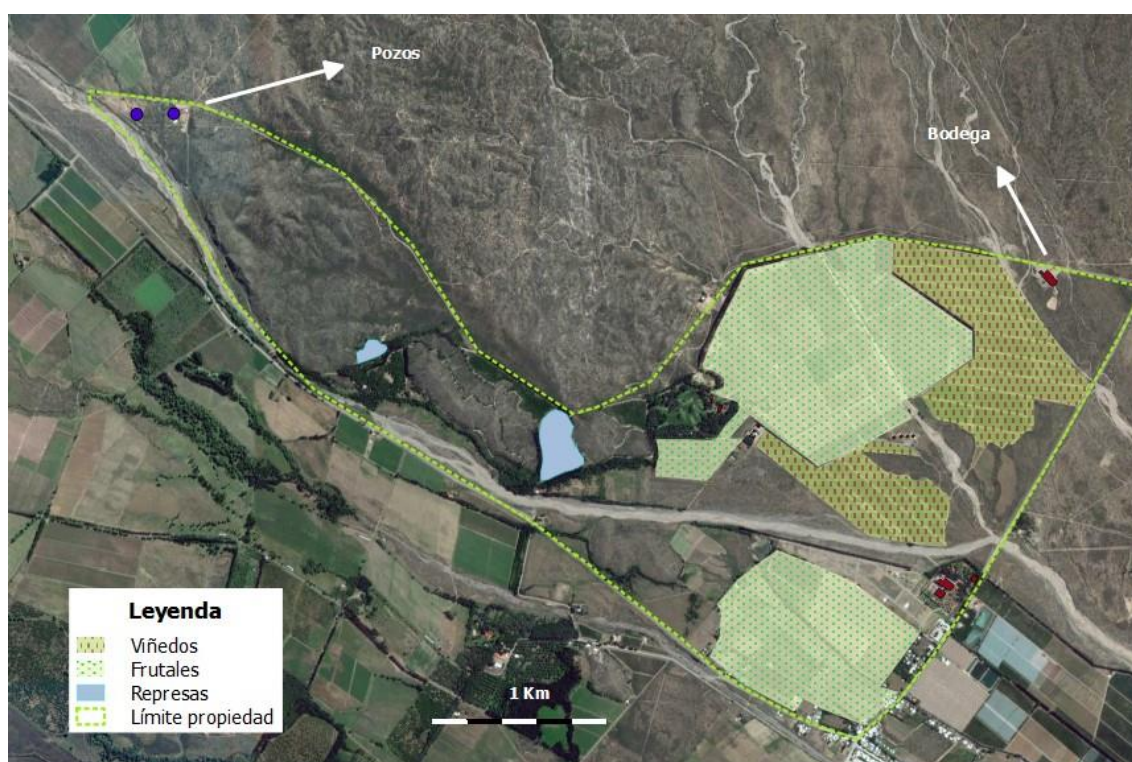 Pozos
Bodega
Leyenda
Viñedos
Frutales
Represas
Límite propiedad
1 Km